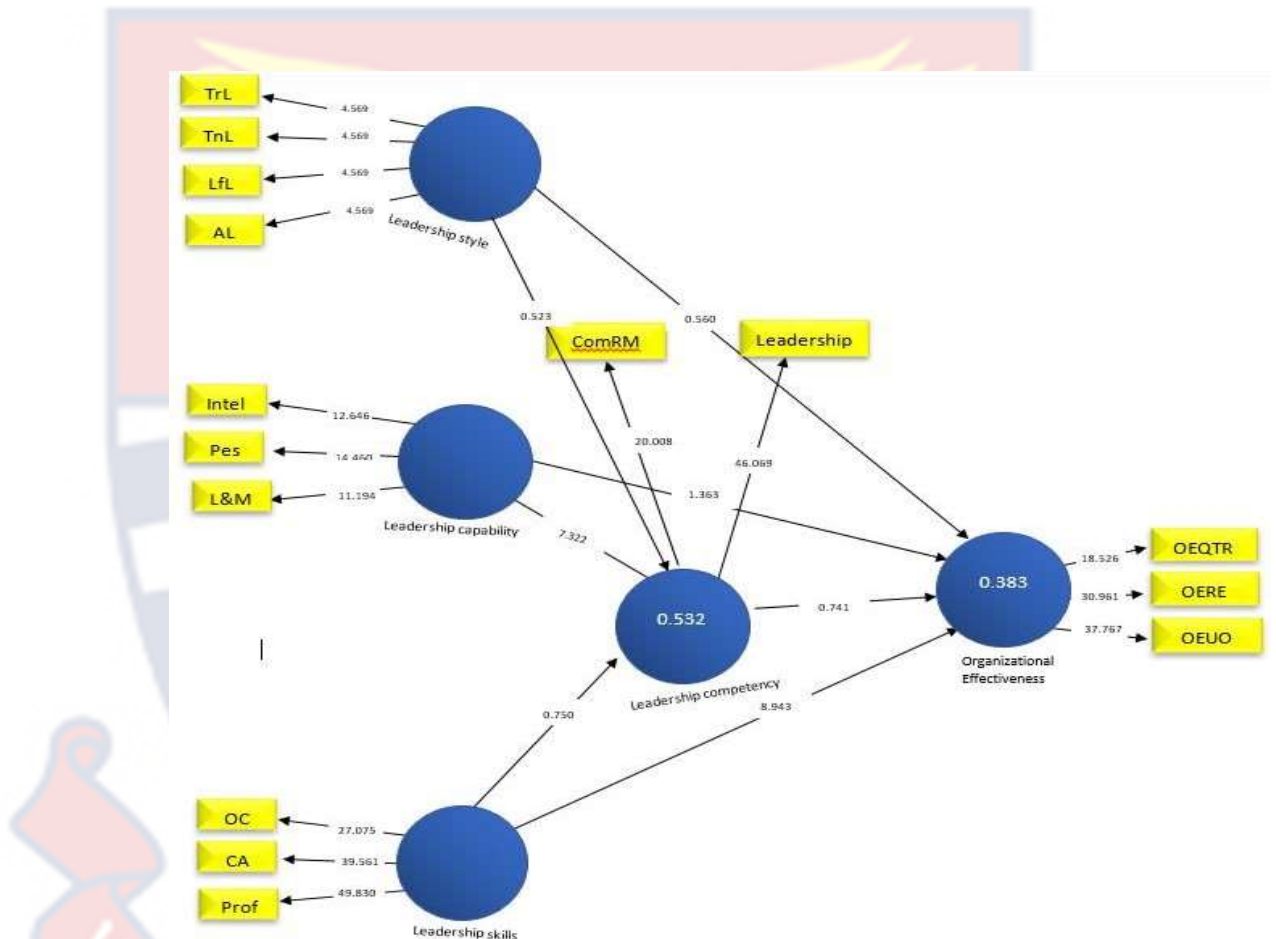 TrL
4.569
TnL
4.569
LfL
4.569
AL
4.569
Leadership style
0.523
0.560
ComRM
Leadership
Intel
12.646
Pes
14.460
L&M
11.194
Leadership capability
20.008
46.069
1.363
7.322
0.532
0.741
0.383
18.526
OEQTR
30.961
OERE
37.767
OEUO
Organizational
Effectiveness
Leadership competency
0.750
8.943
OC
27.075
CA
39.561
Prof
49.830
Leadership skills